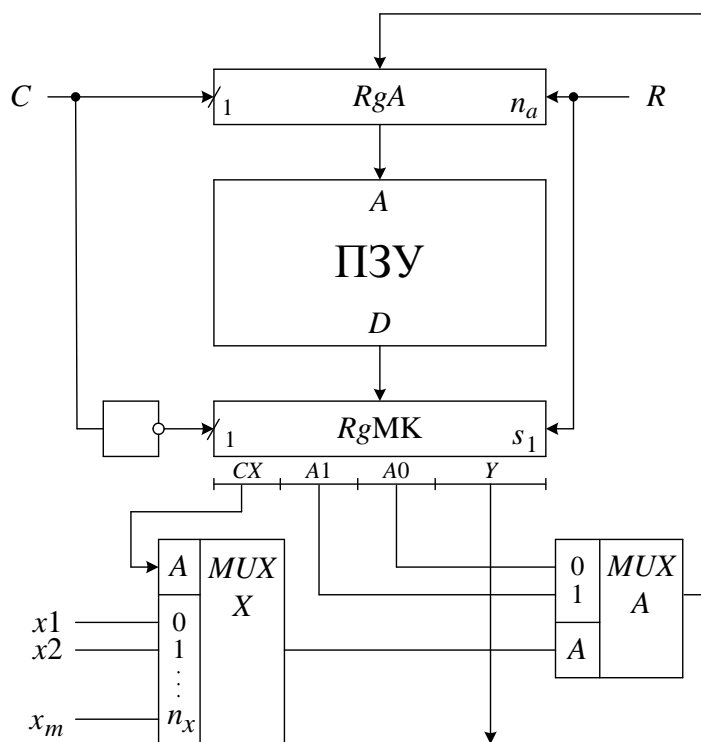 C
RgA
1
n_a
R
A
ПЗУ
D
RgМК
1
s_1
CX A1 A0 Y
A MUX X
0 MUX A
1
x1 0
x2 1
A
x_m n_x